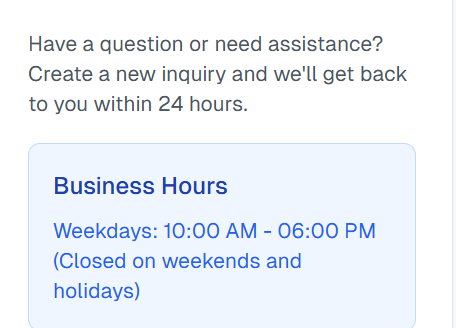 Have a question or need assistance?
Create a new inquiry and we'll get back
to you within 24 hours.
Business Hours
Weekdays: 10:00 AM - 06:00 PM
(Closed on weekends and
holidays)